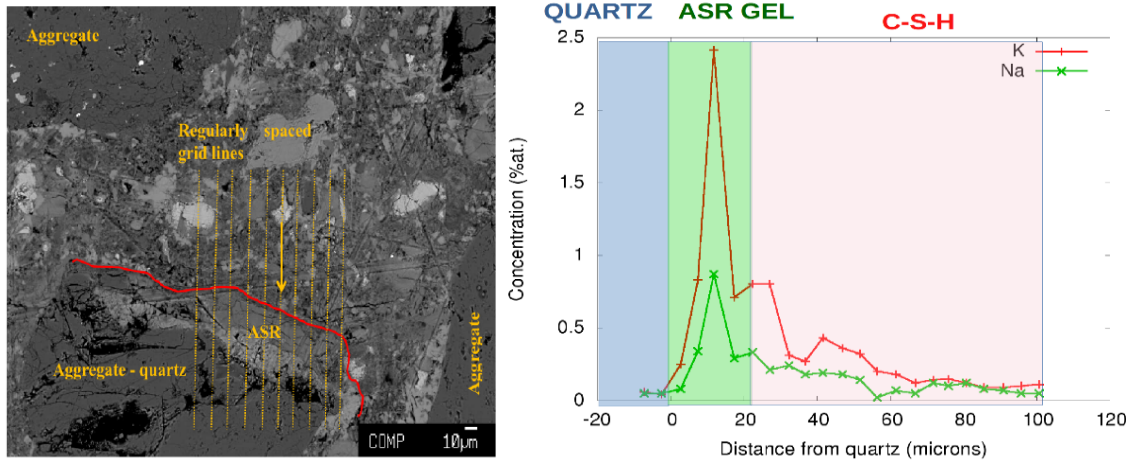 Aggregate
Regularly spaced
grid lines
ASR
Aggregate - quartz
Aggregate
COMP 10µm
QUARTZ ASR GEL C-S-H
K
Na
2.5
2
1.5
1
0.5
0
-20 0 20 40 60 80 100 120
Concentration (%at.)
Distance from quartz (microns)